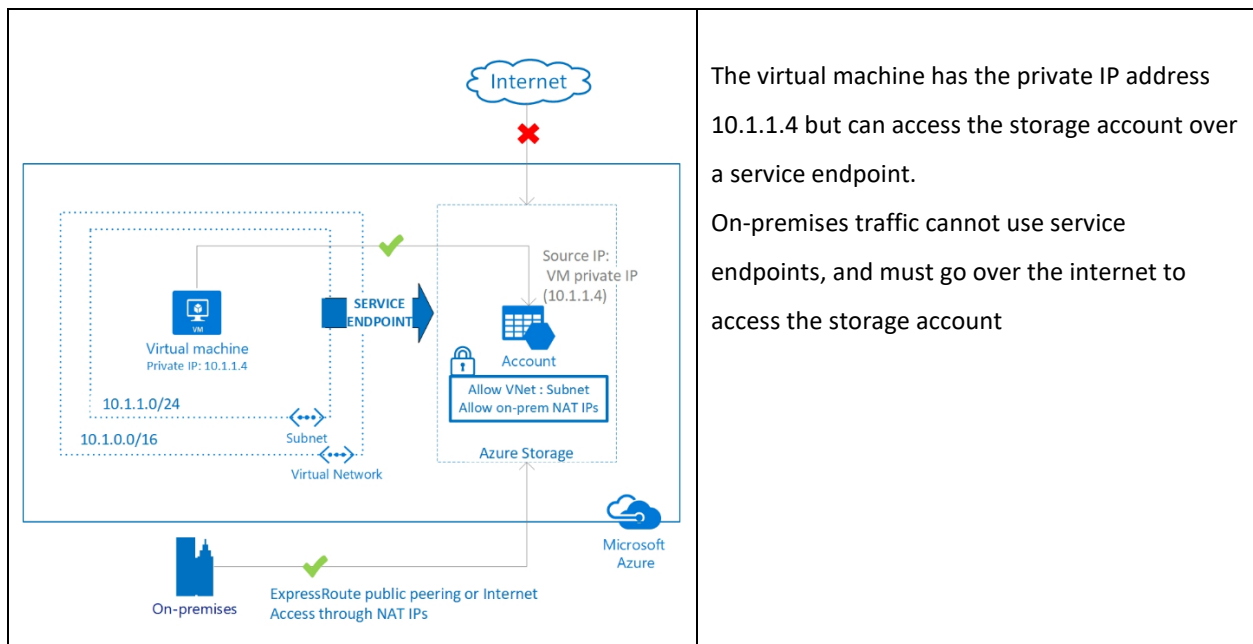 Internet
Source IP:
VM private IP
(10.1.1.4)
SERVICE
ENDPOINT
VM
Virtual machine
Private IP: 10.1.1.4
Account
Allow VNet : Subnet
Allow on-prem NAT IPs
10.1.1.0/24
Subnet
10.1.0.0/16
Virtual Network
Azure Storage
Microsoft
Azure
On-premises
ExpressRoute public peering or Internet
Access through NAT IPs
The virtual machine has the private IP address
10.1.1.4 but can access the storage account over
a service endpoint.
On-premises traffic cannot use service
endpoints, and must go over the internet to
access the storage account